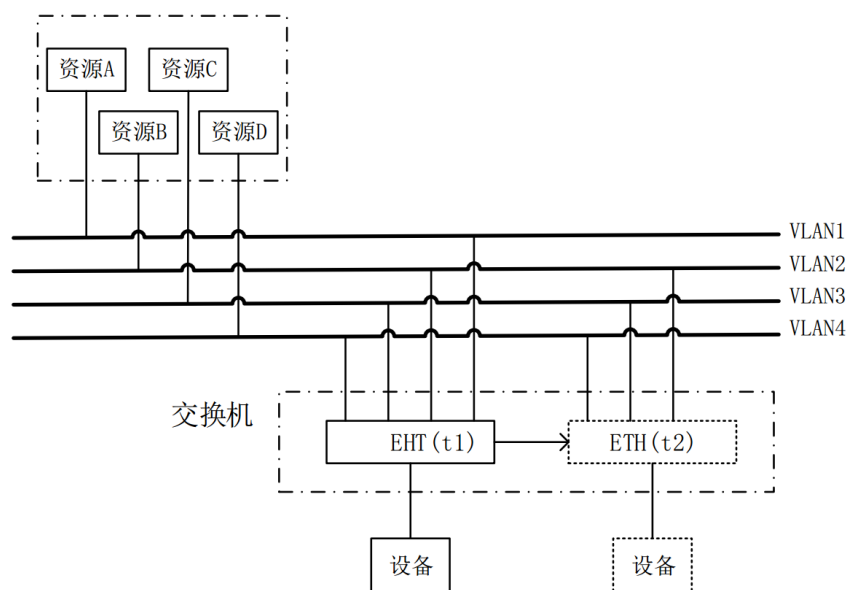 资源A
资源C
资源B
资源D
VLAN1
VLAN2
VLAN3
VLAN4
交换机
EHT(t1)
ETH(t2)
设备
设备